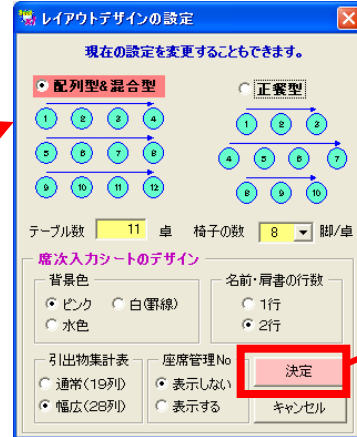 レイアウトデザインの設定
現在の設定を変更することもできます。
配列型&混合型
正餐型
1 2 3 4
5 6 7 8
9 10 11 12
1 2 3
4 5 6 7
8 9 10
テーブル数 11 卓 椅子の数 8 脚/卓
席次入力シートのデザイン
背景色
ピンク 白(罫線)
水色
名前・肩書の行数
1行
2行
引出物集計表
通常(19列)
幅広(28列)
座席管理No
表示しない
表示する
決定
キャンセル